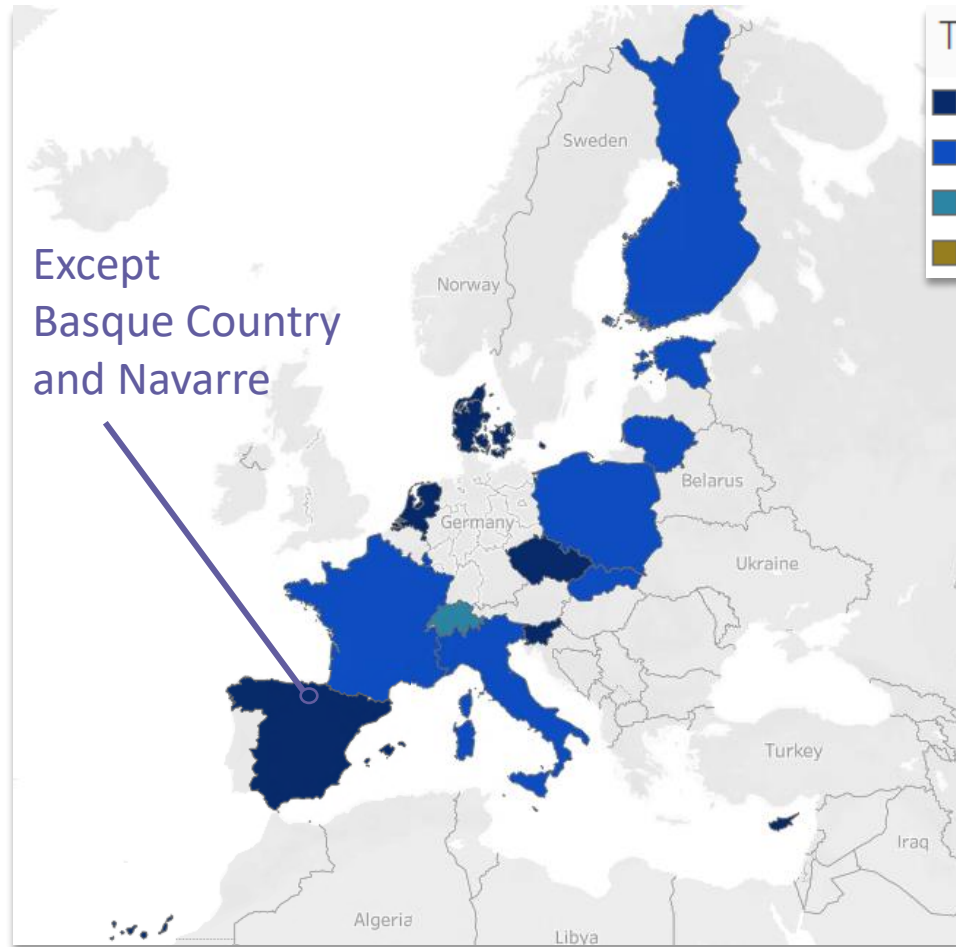 T
Sweden
Except
Basque Country
and Navarre
Norway
Belarus
Germany
Ukraine
Turkey
Iraq
Algeria
Libya